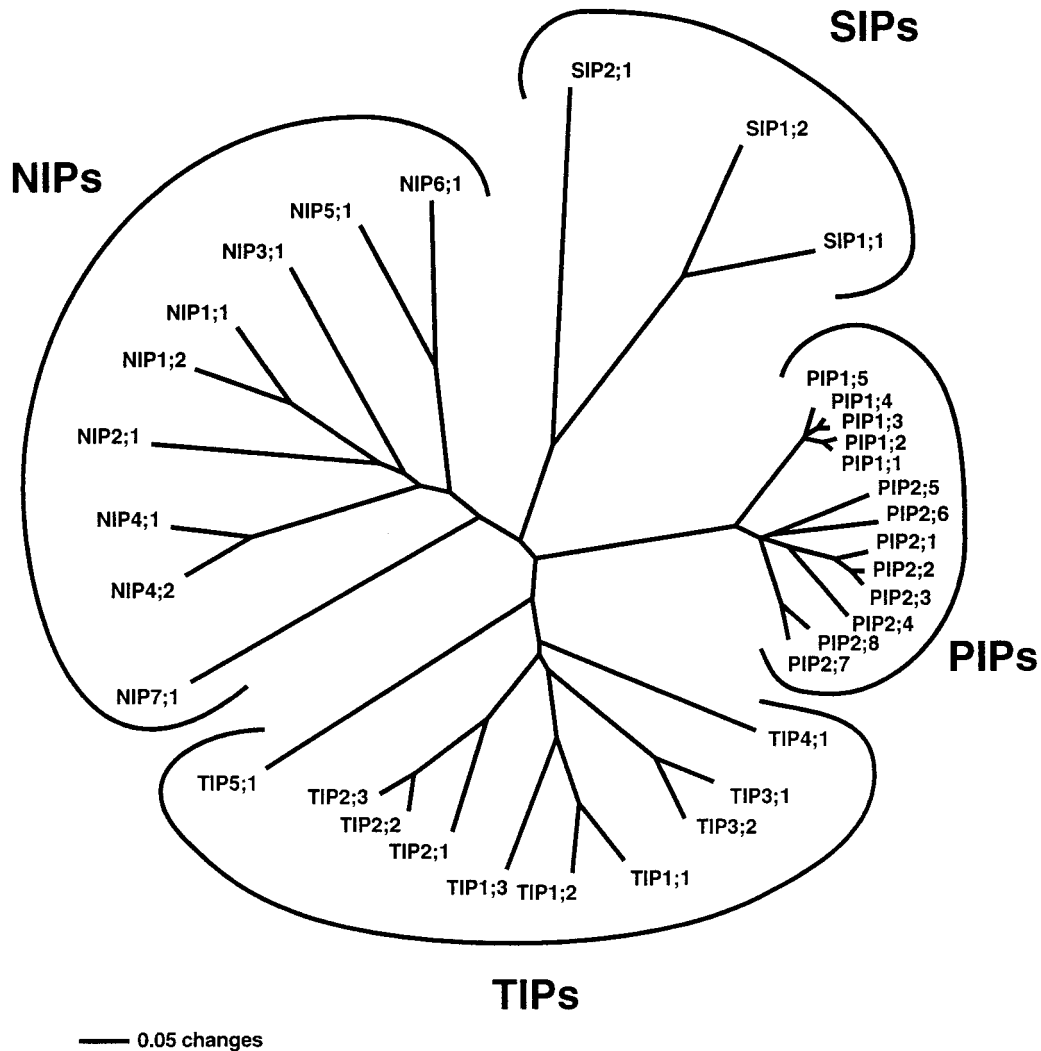 SIPs
SIP2;1
SIP1;2
SIP1;1
NIPs
NIP6;1
NIP5;1
NIP3;1
NIP1;1
NIP1;2
NIP2;1
NIP4;1
NIP4;2
NIP7;1
PIP1;5
PIP1;4
PIP1;3
PIP1;2
PIP1;1
PIP2;5
PIP2;6
PIP2;1
PIP2;2
PIP2;3
PIP2;4
PIP2;8
PIP2;7
PIPs
TIP4;1
TIP5;1
TIP2;3
TIP2;2
TIP2;1
TIP1;3
TIP1;2
TIP1;1
TIP3;1
TIP3;2
TIPs
0.05 changes